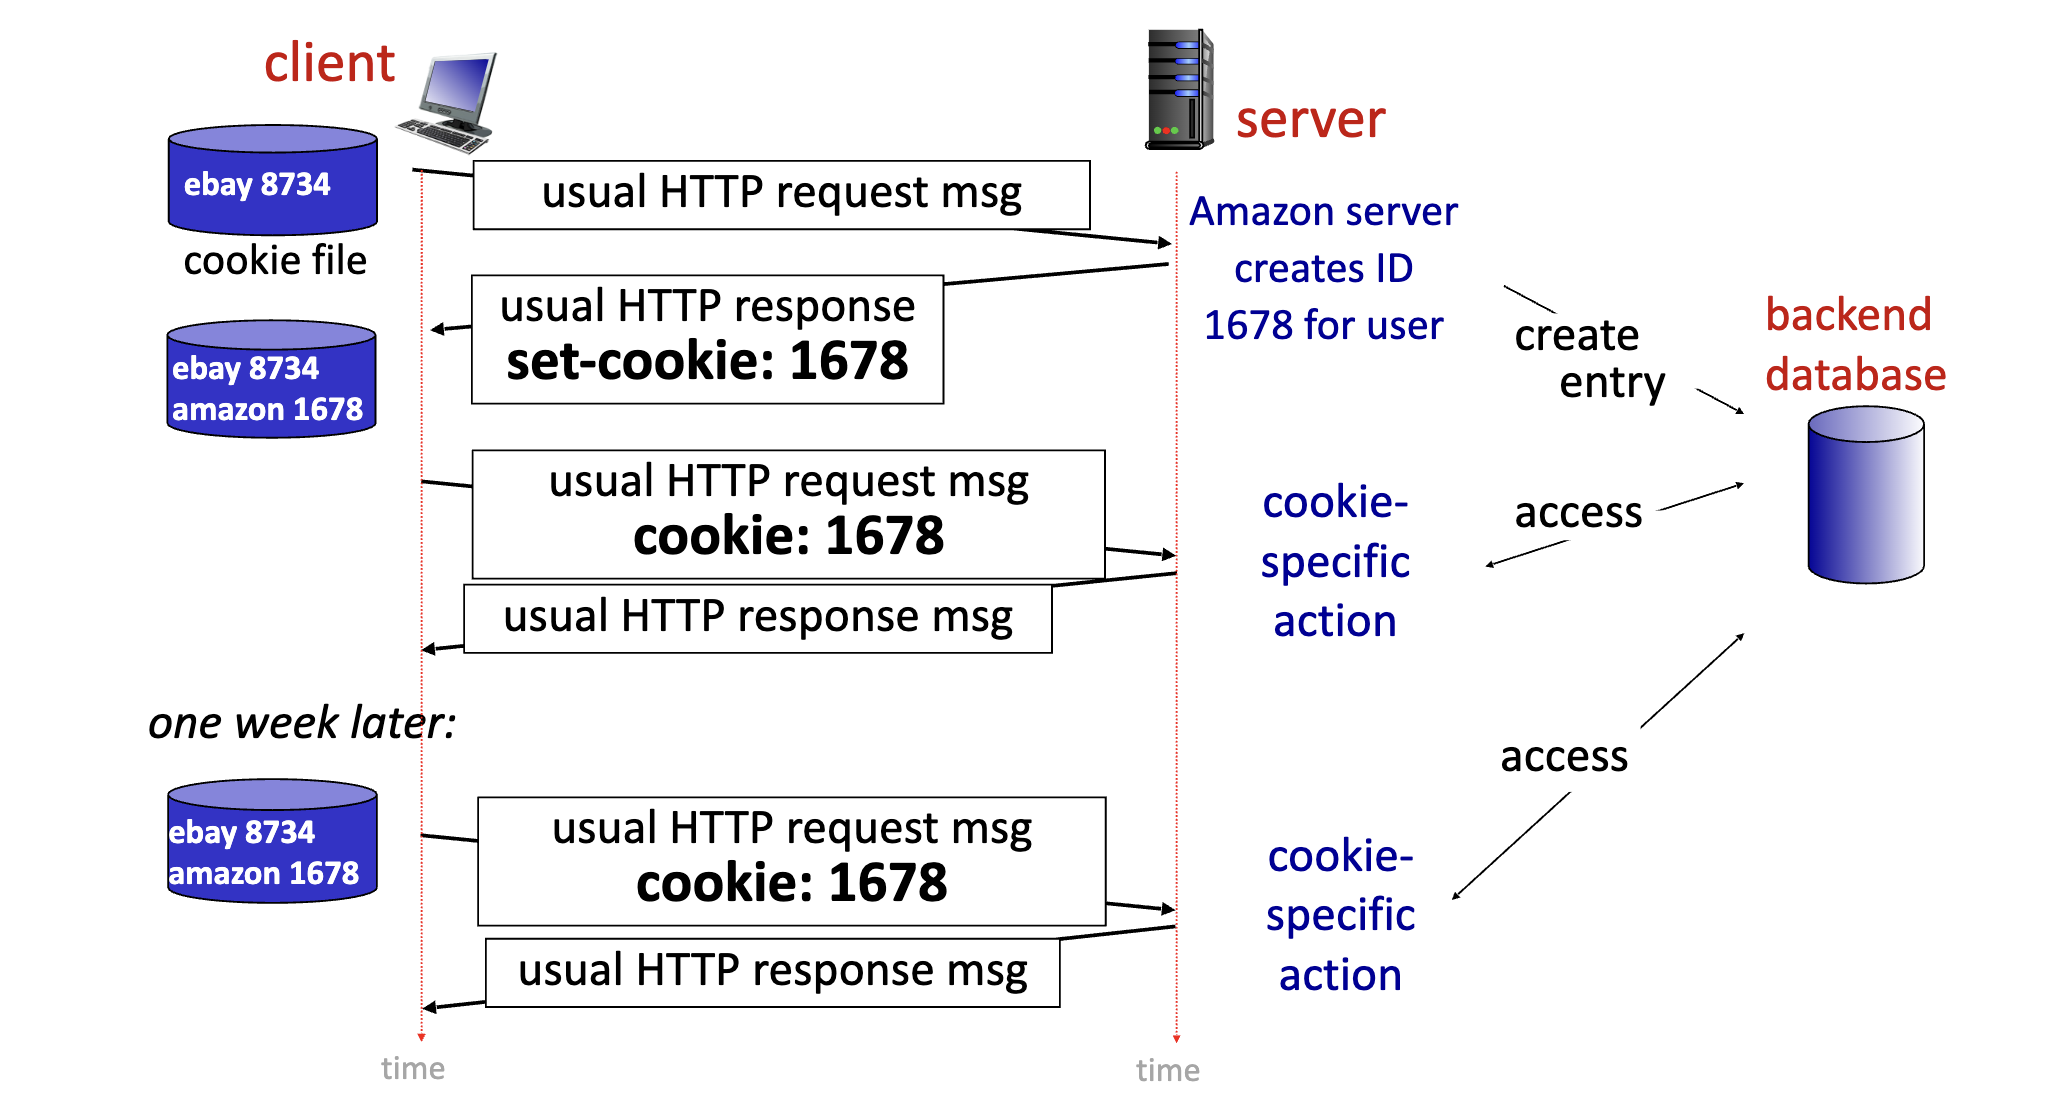 client
server
ebay 8734
cookie file
usual HTTP request msg
Amazon server
creates ID
1678 for user
usual HTTP response
set-cookie: 1678
create
entry
backend
database
ebay 8734
amazon 1678
usual HTTP request msg
cookie: 1678
cookie-
specific
action
access
usual HTTP response msg
one week later:
access
ebay 8734
amazon 1678
usual HTTP request msg
cookie: 1678
cookie-
specific
action
usual HTTP response msg
time
time